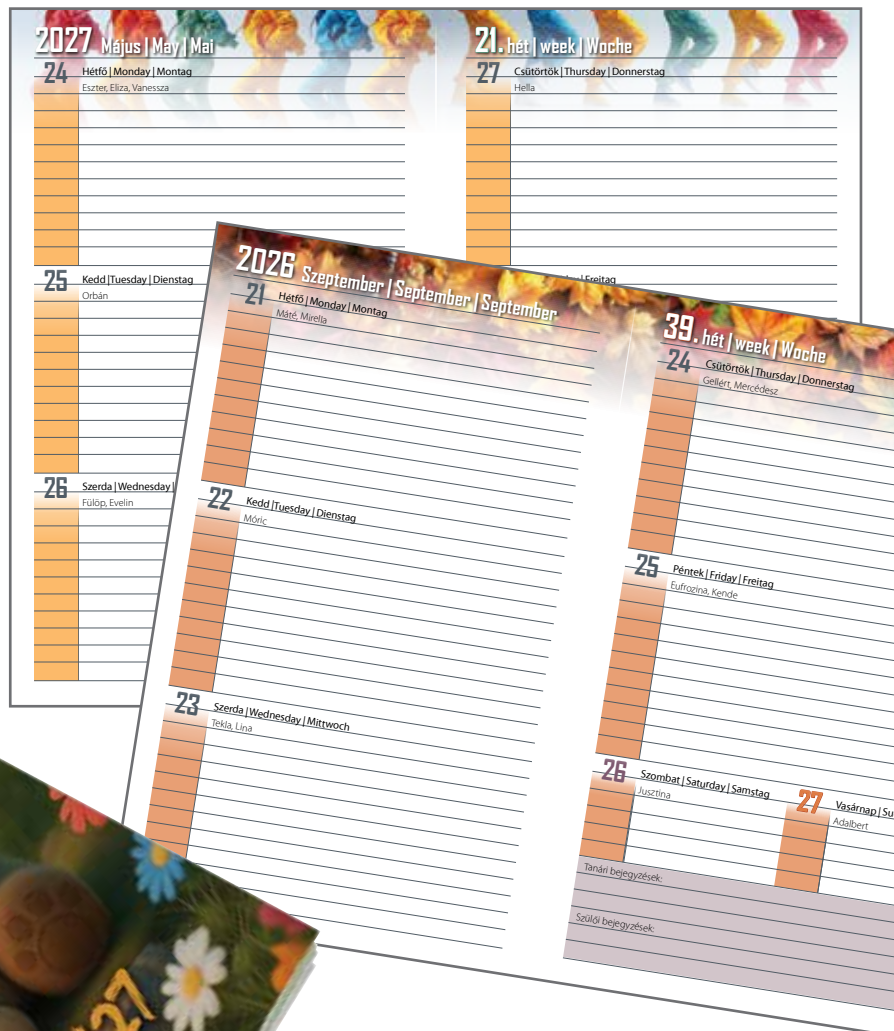 2027 Május | May | Mai
24 Hétfő | Monday | Montag
Eszter, Eliza, Vanessza
25 Kedd | Tuesday | Dienstag
Orbán
26 Szerda | Wednesday |
Fülöp, Evelin
21. hét | week | Woche
27 Csütörtök | Thursday | Donnerstag
Hella
| Freitag
2026 Szeptember | September | September
21 Hétfő | Monday | Montag
Máté, Mirella
22 Kedd | Tuesday | Dienstag
Móric
23 Szerda | Wednesday | Mittwoch
Tekla, Lina
39. hét | week | Woche
24 Csütörtök | Thursday | Donnerstag
Gellért, Mercédesz
25 Péntek | Friday | Freitag
Eufrozina, Kende
26 Szombat | Saturday | Samstag
Jusztina
27 Vasárnap | Su
Adalbert
Tanári bejegyzések:
Szülői bejegyzések:
27